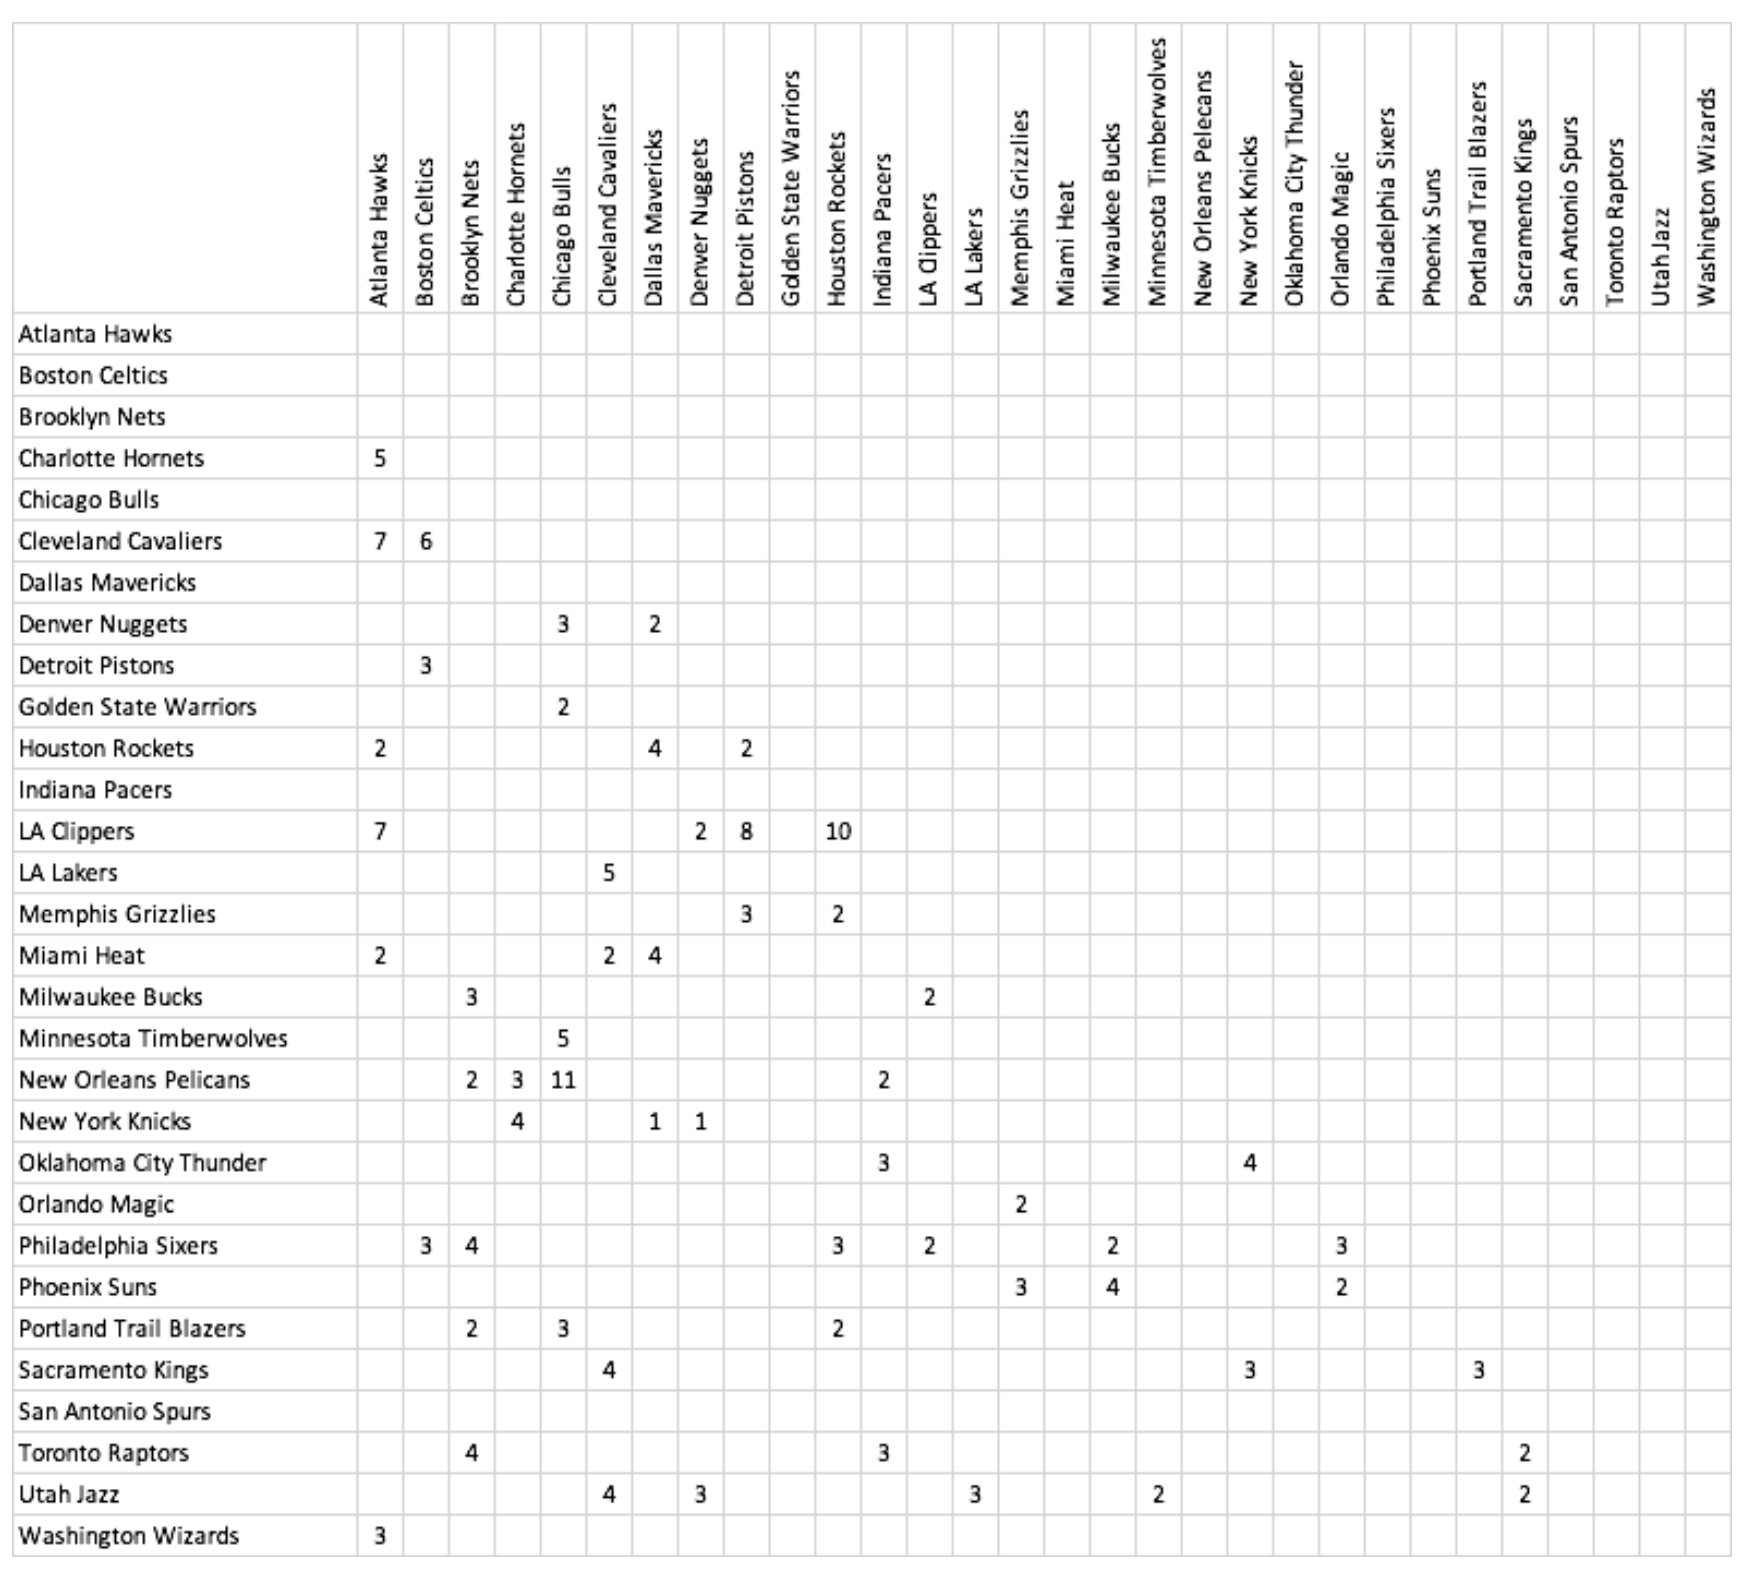 Atlanta Hawks Boston Celtics Brooklyn Nets Charlotte Hornets Chicago Bulls Cleveland Cavaliers Dallas Mavericks Denver Nuggets Detroit Pistons Golden State Warriors Houston Rockets Indiana Pacers LA Clippers LA Lakers Memphis Grizzlies Miami Heat Milwaukee Bucks Minnesota Timberwolves New Orleans Pelecans New York Knicks Oklahoma City Thunder Orlando Magic Philadelphia Sixers Phoenix Suns Portland Trail Blazers Sacramento Kings San Antonio Spurs Toronto Raptors Utah Jazz Washington Wizards
Atlanta Hawks
Boston Celtics
Brooklyn Nets
Charlotte Hornets 5
Chicago Bulls
Cleveland Cavaliers 7 6
Dallas Mavericks
Denver Nuggets 3 2
Detroit Pistons 3
Golden State Warriors 2
Houston Rockets 2 4 2
Indiana Pacers
LA Clippers 7 2 8 10
LA Lakers 5
Memphis Grizzlies 3 2
Miami Heat 2 2 4
Milwaukee Bucks 3 2
Minnesota Timberwolves 5
New Orleans Pelicans 2 3 11 2
New York Knicks 4 1 1
Oklahoma City Thunder 3 4
Orlando Magic 2
Philadelphia Sixers 3 4 3 2 2 3
Phoenix Suns 3 4 2
Portland Trail Blazers 2 3 2
Sacramento Kings 4 3 3
San Antonio Spurs
Toronto Raptors 4 3 2
Utah Jazz 4 3 3 2 2
Washington Wizards 3